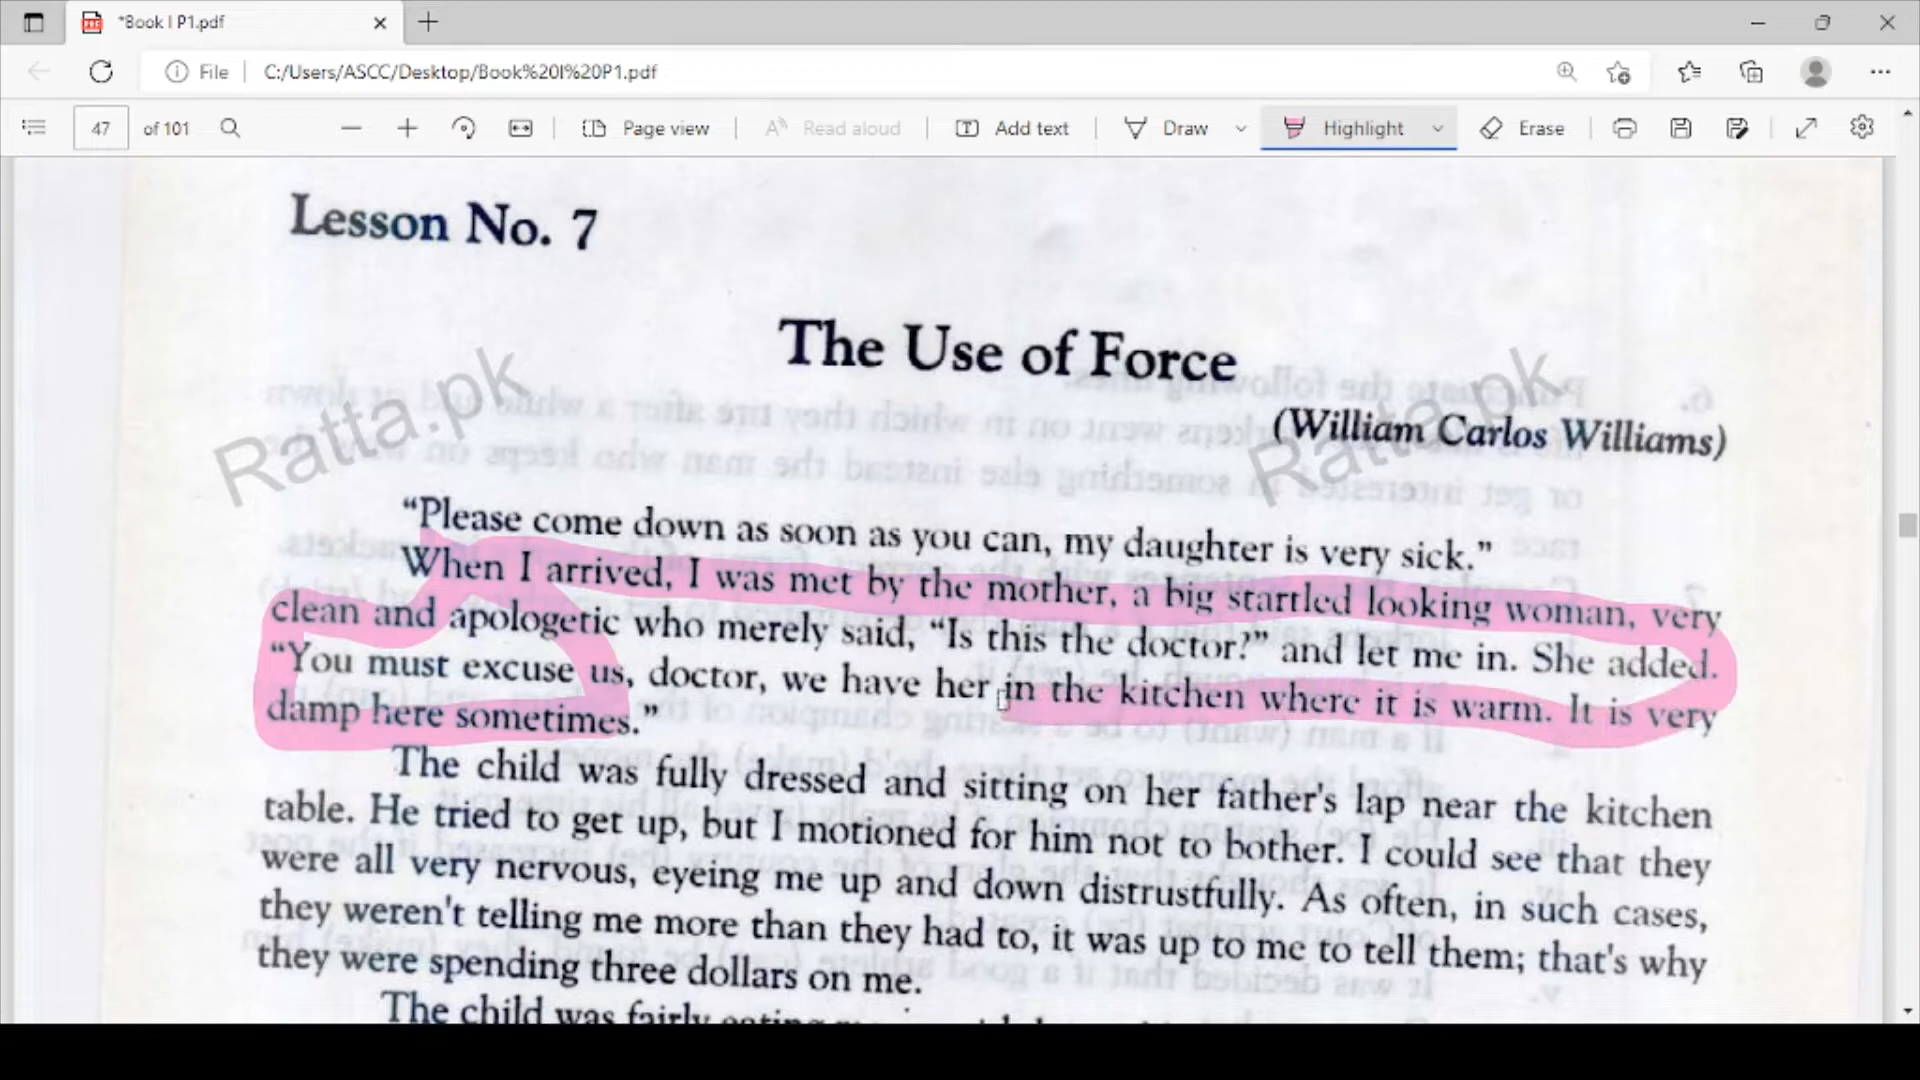 *Book I P1.pdf
File
C:/Users/ASCC/Desktop/Book%20I%20P1.pdf
47 of 101
Page view
Read aloud
Add text
Draw
Highlight
Erase
Lesson No. 7
The Use of Force
(William Carlos Williams)
Ratta.pk
Ratta.pk
“Please come down as soon as you can, my daughter is very sick.”
When I arrived, I was met by the mother, a big startled looking woman, very
clean and apologetic who merely said, “Is this the doctor?” and let me in. She added.
“You must excuse us, doctor, we have her in the kitchen where it is warm. It is very
damp here sometimes.”
The child was fully dressed and sitting on her father's lap near the kitchen
table. He tried to get up, but I motioned for him not to bother. I could see that they
were all very nervous, eyeing me up and down distrustfully. As often, in such cases,
they weren't telling me more than they had to, it was up to me to tell them; that's why
they were spending three dollars on me.
The child was fairly